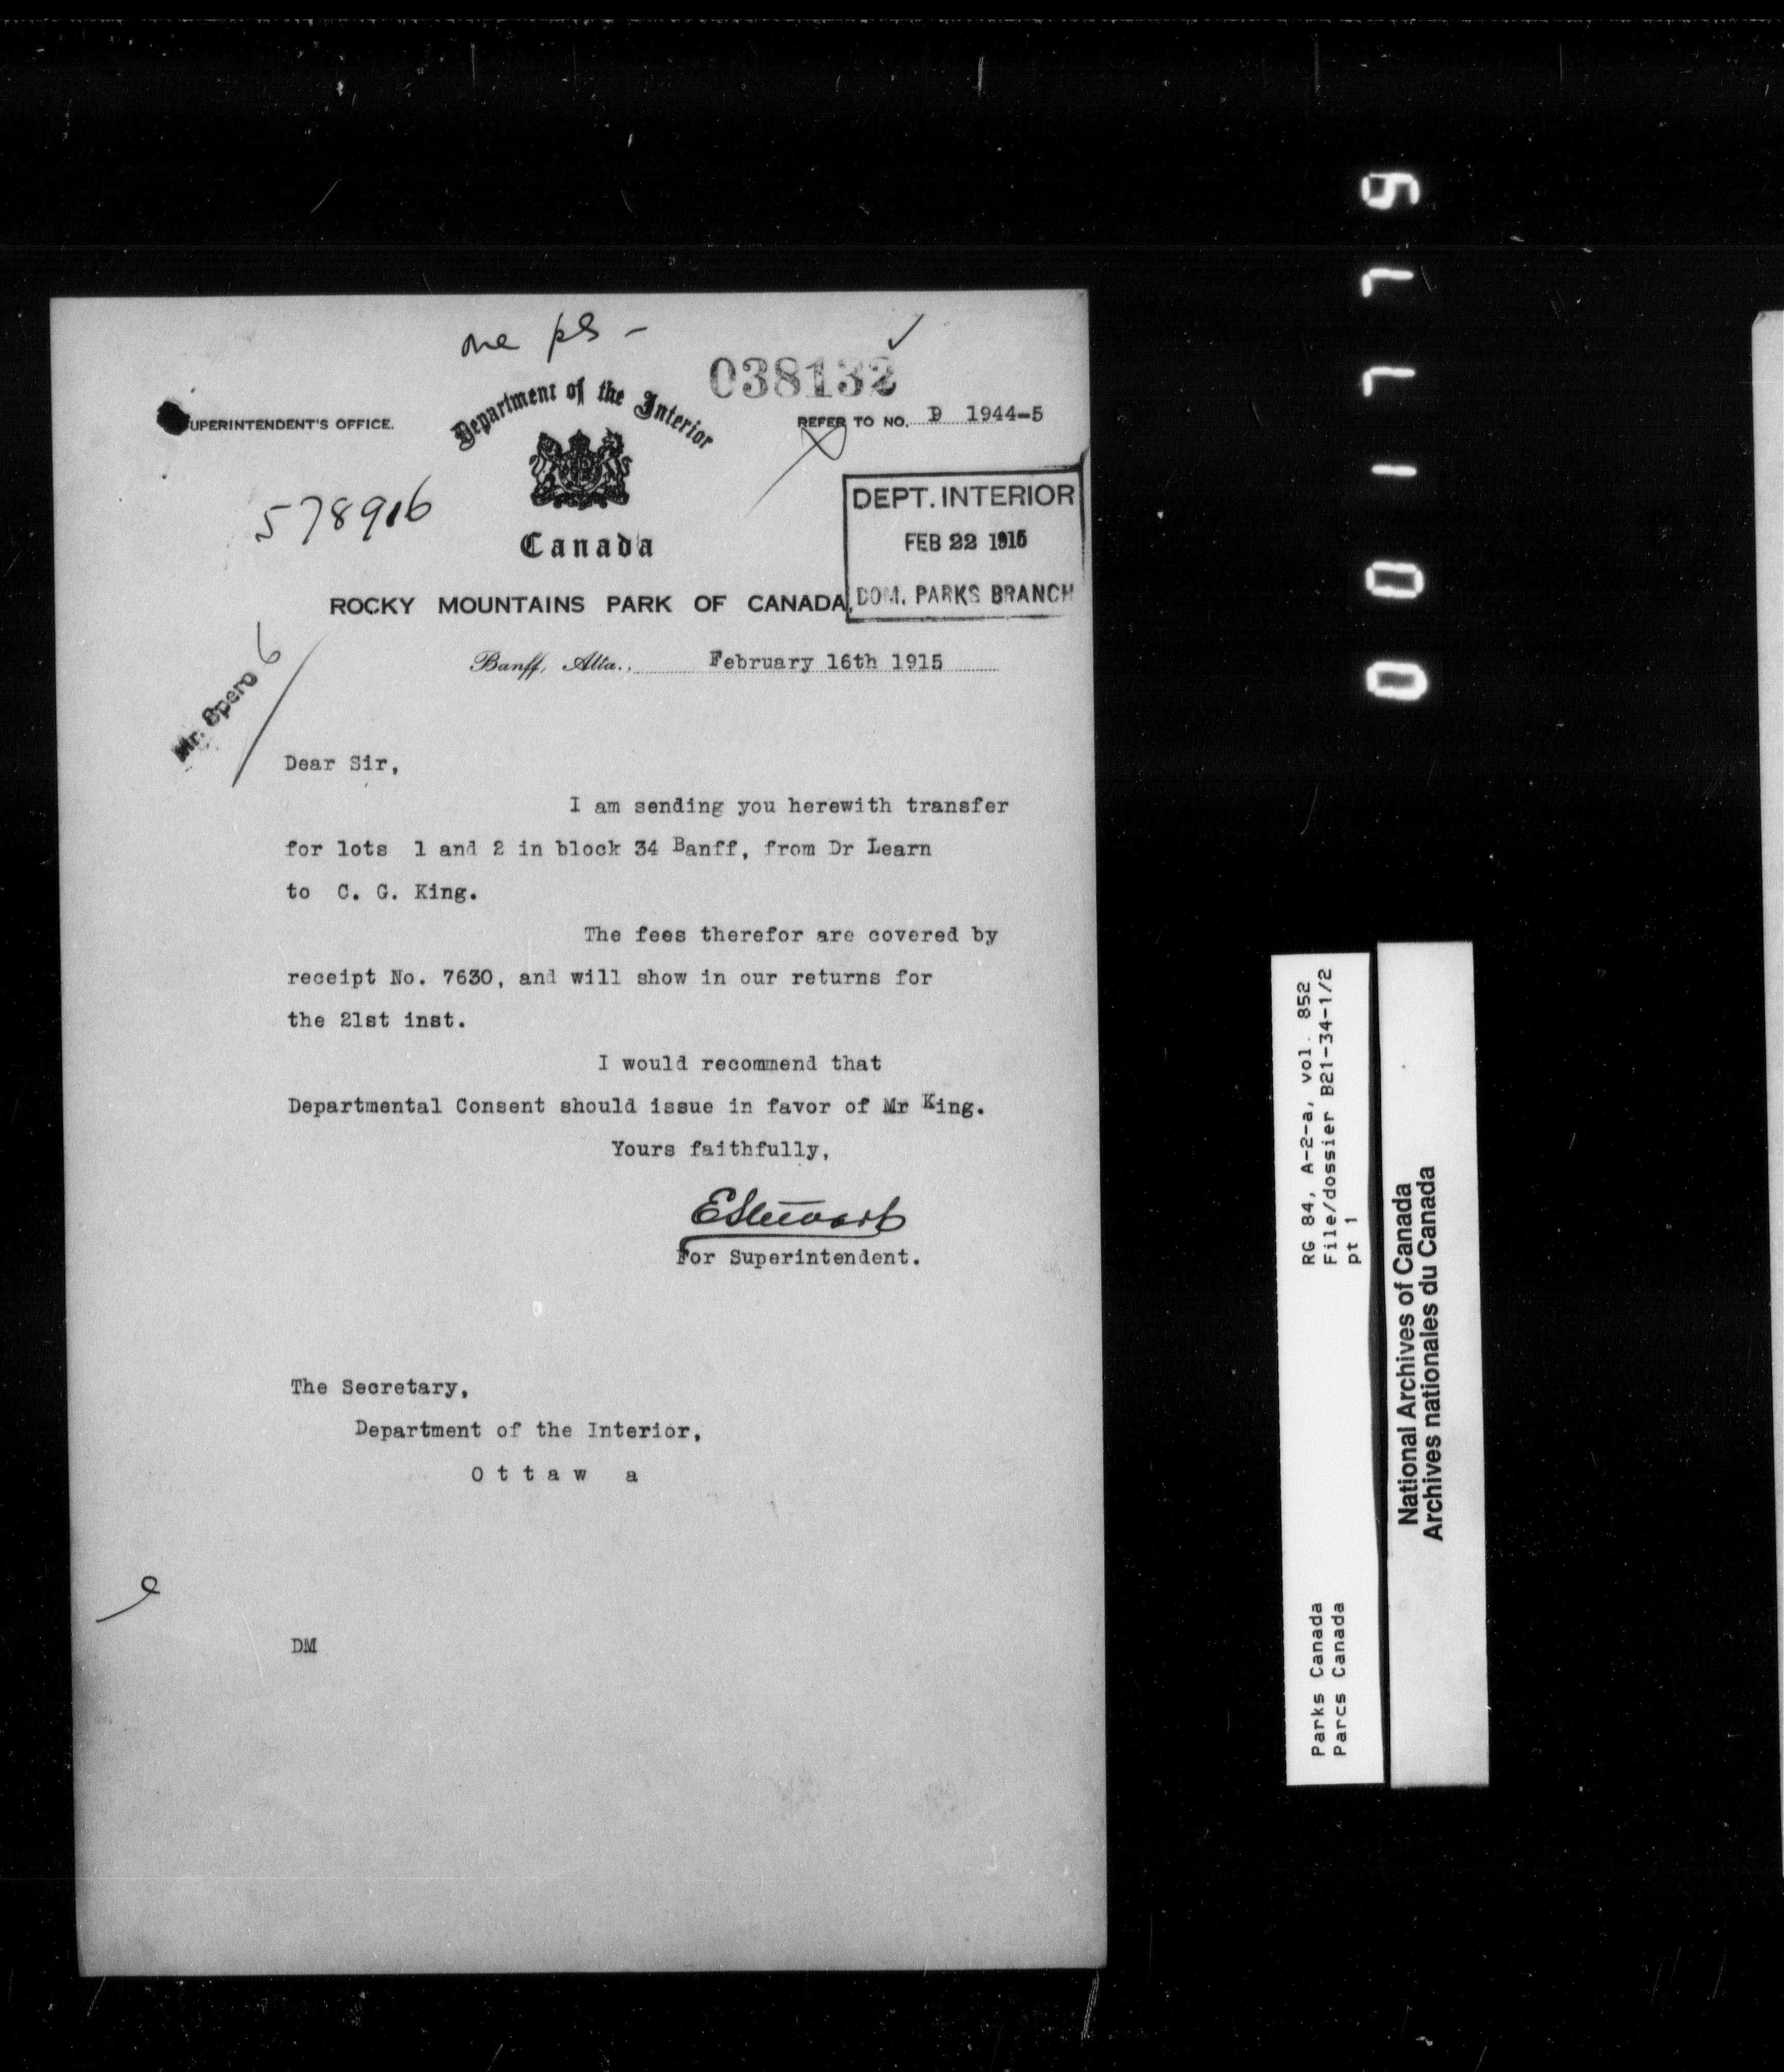 one pls -
038132
SUPERINTENDENT'S OFFICE.
Department of the Interior
REFER TO NO. D 1944-5
578916
DEPT. INTERIOR
FEB 22 1915
DOM. PARKS BRANCH
Canada
ROCKY MOUNTAINS PARK OF CANADA,
Mr. Spero
Banff, Alta., February 16th 1915
Dear Sir,
I am sending you herewith transfer
for lots 1 and 2 in block 34 Banff, from Dr Learn
to C. G. King.
The fees therefor are covered by
receipt No. 7630, and will show in our returns for
the 21st inst.
I would recommend that
Departmental Consent should issue in favor of Mr King.
Yours faithfully,
EStewart
For Superintendent.
The Secretary,
Department of the Interior,
O t t a w a
DM
001779
RG 84, A-2-a, vol. 852
File/dossier B21-34-1/2
pt 1
Parks Canada
Parcs Canada
National Archives of Canada
Archives nationales du Canada